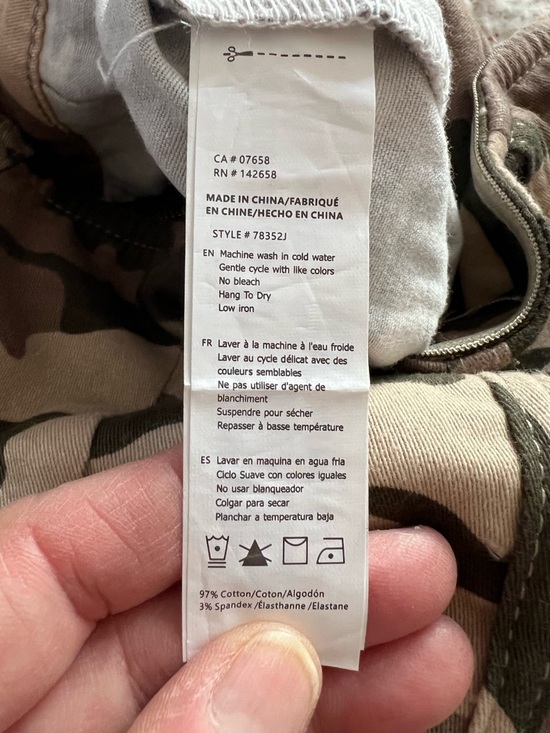 CA # 07658
RN # 142658
MADE IN CHINA/FABRIQUÉ
EN CHINE/HECHO EN CHINA
STYLE # 78352J
EN Machine wash in cold water
Gentle cycle with like colors
No bleach
Hang To Dry
Low iron
FR Laver à la machine à l'eau froide
Laver au cycle délicat avec des
couleurs semblables
Ne pas utiliser d'agent de
blanchiment
Suspendre pour sécher
Repasser à basse température
ES Lavar en maquina en agua fria
Ciclo Suave con colores iguales
No usar blanqueador
Colgar para secar
Planchar a temperatura baja
97% Cotton/Coton/Algodón
3% Spandex /Élasthanne /Elastane